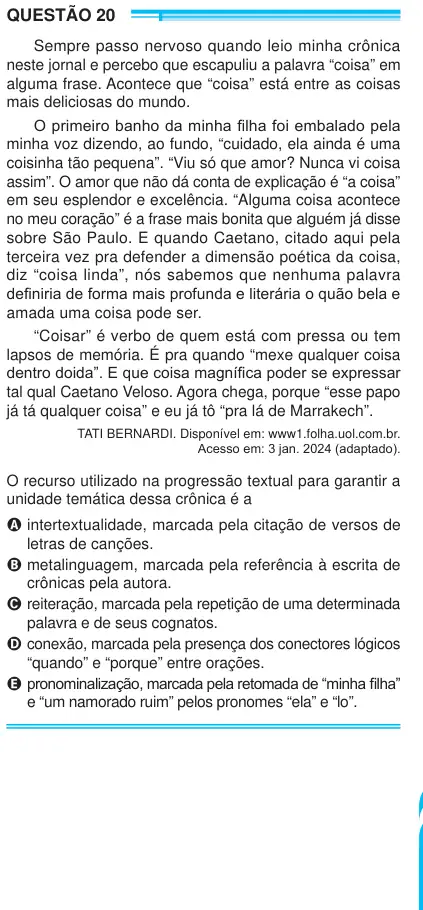 QUESTÃO 20
Sempre passo nervoso quando leio minha crônica
neste jornal e percebo que escapuliu a palavra “coisa” em
alguma frase. Acontece que “coisa” está entre as coisas
mais deliciosas do mundo.
O primeiro banho da minha filha foi embalado pela
minha voz dizendo, ao fundo, “cuidado, ela ainda é uma
coisinha tão pequena”. “Viu só que amor? Nunca vi coisa
assim”. O amor que não dá conta de explicação é “a coisa”
em seu esplendor e excelência. “Alguma coisa acontece
no meu coração” é a frase mais bonita que alguém já disse
sobre São Paulo. E quando Caetano, citado aqui pela
terceira vez pra defender a dimensão poética da coisa,
diz “coisa linda”, nós sabemos que nenhuma palavra
definiria de forma mais profunda e literária o quão bela e
amada uma coisa pode ser.
“Coisar” é verbo de quem está com pressa ou tem
lapsos de memória. É pra quando “mexe qualquer coisa
dentro doida”. E que coisa magnífica poder se expressar
tal qual Caetano Veloso. Agora chega, porque “esse papo
já tá qualquer coisa” e eu já tô “pra lá de Marrakech”.
TATI BERNARDI. Disponível em: www1.folha.uol.com.br.
Acesso em: 3 jan. 2024 (adaptado).
O recurso utilizado na progressão textual para garantir a
unidade temática dessa crônica é a
A intertextualidade, marcada pela citação de versos de
letras de canções.
B metalinguagem, marcada pela referência à escrita de
crônicas pela autora.
C reiteração, marcada pela repetição de uma determinada
palavra e de seus cognatos.
D conexão, marcada pela presença dos conectores lógicos
“quando” e “porque” entre orações.
E pronominalização, marcada pela retomada de “minha filha”
e “um namorado ruim” pelos pronomes “ela” e “lo”.